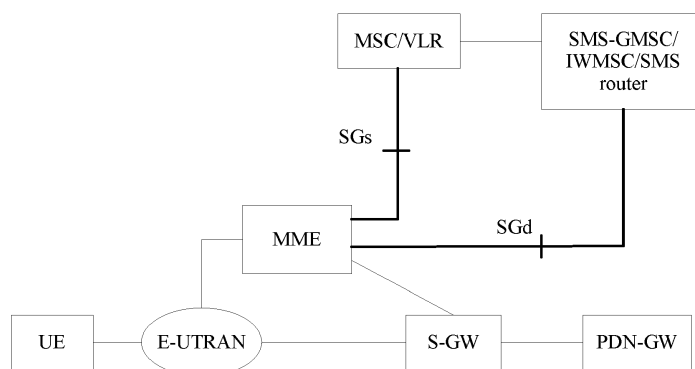 MSC/VLR
SMS-GMSC/
IWMSC/SMS
router
SGs
MME
SGd
UE
E-UTRAN
S-GW
PDN-GW